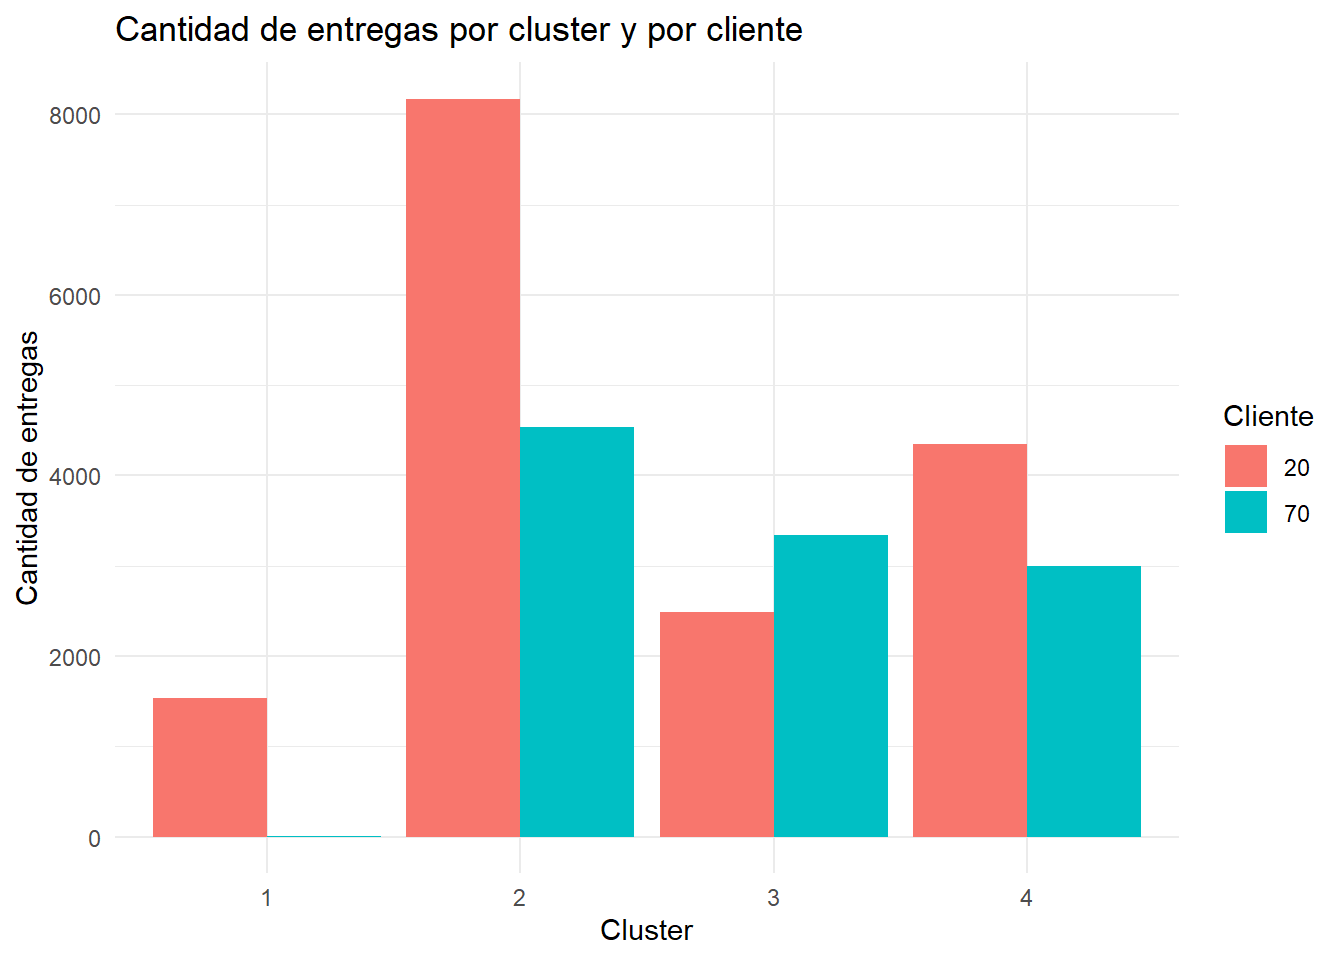 Cantidad de entregas por cluster y por cliente
8000
6000
4000
2000
0
Cantidad de entregas
1 2 3 4
Cluster
Cliente
20
70